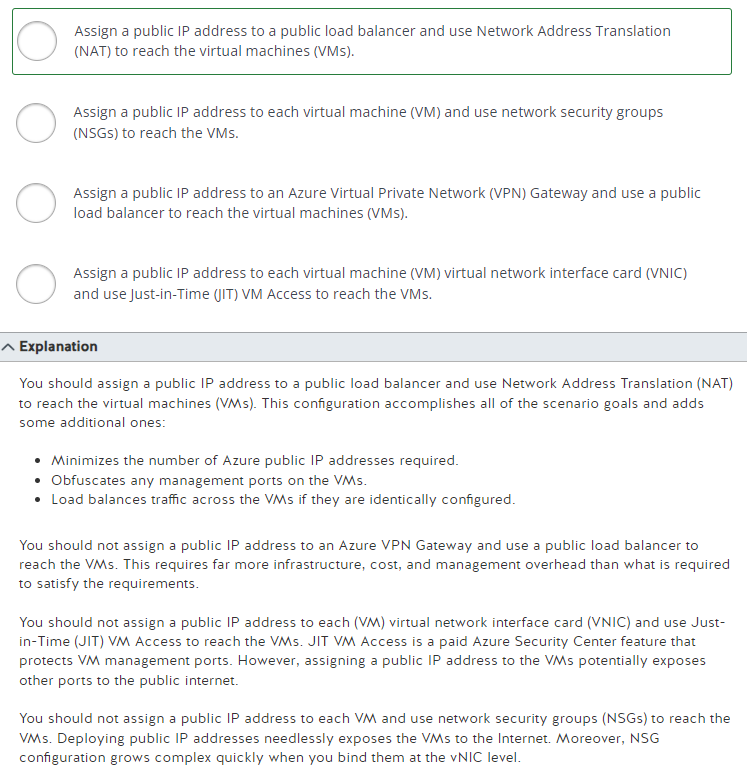 Assign a public IP address to a public load balancer and use Network Address Translation
(NAT) to reach the virtual machines (VMs).
Assign a public IP address to each virtual machine (VM) and use network security groups
(NSGs) to reach the VMs.
Assign a public IP address to an Azure Virtual Private Network (VPN) Gateway and use a public
load balancer to reach the virtual machines (VMs).
Assign a public IP address to each virtual machine (VM) virtual network interface card (VNIC)
and use Just-in-Time (JIT) VM Access to reach the VMs.
Explanation
You should assign a public IP address to a public load balancer and use Network Address Translation (NAT)
to reach the virtual machines (VMs). This configuration accomplishes all of the scenario goals and adds
some additional ones:
• Minimizes the number of Azure public IP addresses required.
• Obfuscates any management ports on the VMs.
• Load balances traffic across the VMs if they are identically configured.
You should not assign a public IP address to an Azure VPN Gateway and use a public load balancer to
reach the VMs. This requires far more infrastructure, cost, and management overhead than what is required
to satisfy the requirements.
You should not assign a public IP address to each (VM) virtual network interface card (VNIC) and use Just-
in-Time (JIT) VM Access to reach the VMs. JIT VM Access is a paid Azure Security Center feature that
protects VM management ports. However, assigning a public IP address to the VMs potentially exposes
other ports to the public internet.
You should not assign a public IP address to each VM and use network security groups (NSGs) to reach the
VMs. Deploying public IP addresses needlessly exposes the VMs to the Internet. Moreover, NSG
configuration grows complex quickly when you bind them at the vNIC level.